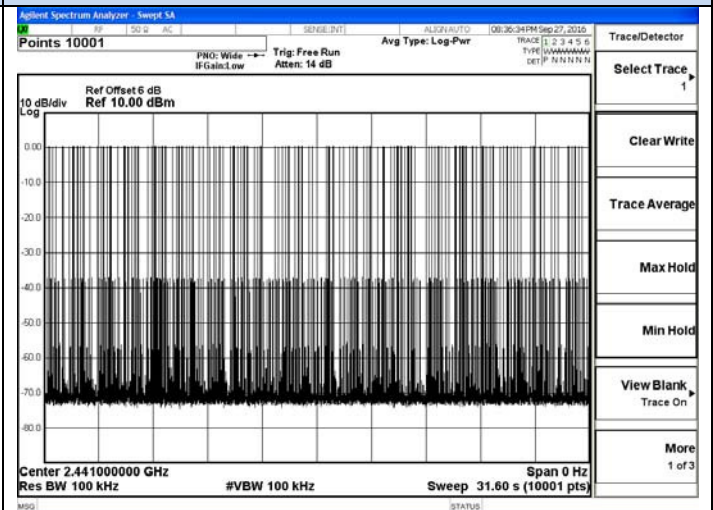 Agilent Spectrum Analyzer - Swept SA
RF 50 Ω AC SENSE:INT ALIGN AUTO 08:36:34 PM Sep 27, 2016
Points 10001
PNO: Wide
IFGain:Low
Trig: Free Run
Atten: 14 dB
Avg Type: Log-Pwr
TRACE 1 2 3 4 5 6
TYPE
DET P N N N N N
Ref Offset 6 dB
10 dB/div Ref 10.00 dBm
Log
0.00
-10.0
-20.0
-30.0
-40.0
-50.0
-60.0
-70.0
-80.0
Center 2.441000000 GHz Span 0 Hz
Res BW 100 kHz #VBW 100 kHz Sweep 31.60 s (10001 pts)
MSG STATUS
Trace/Detector
Select Trace
1
Clear Write
Trace Average
Max Hold
Min Hold
View Blank
Trace On
More
1 of 3